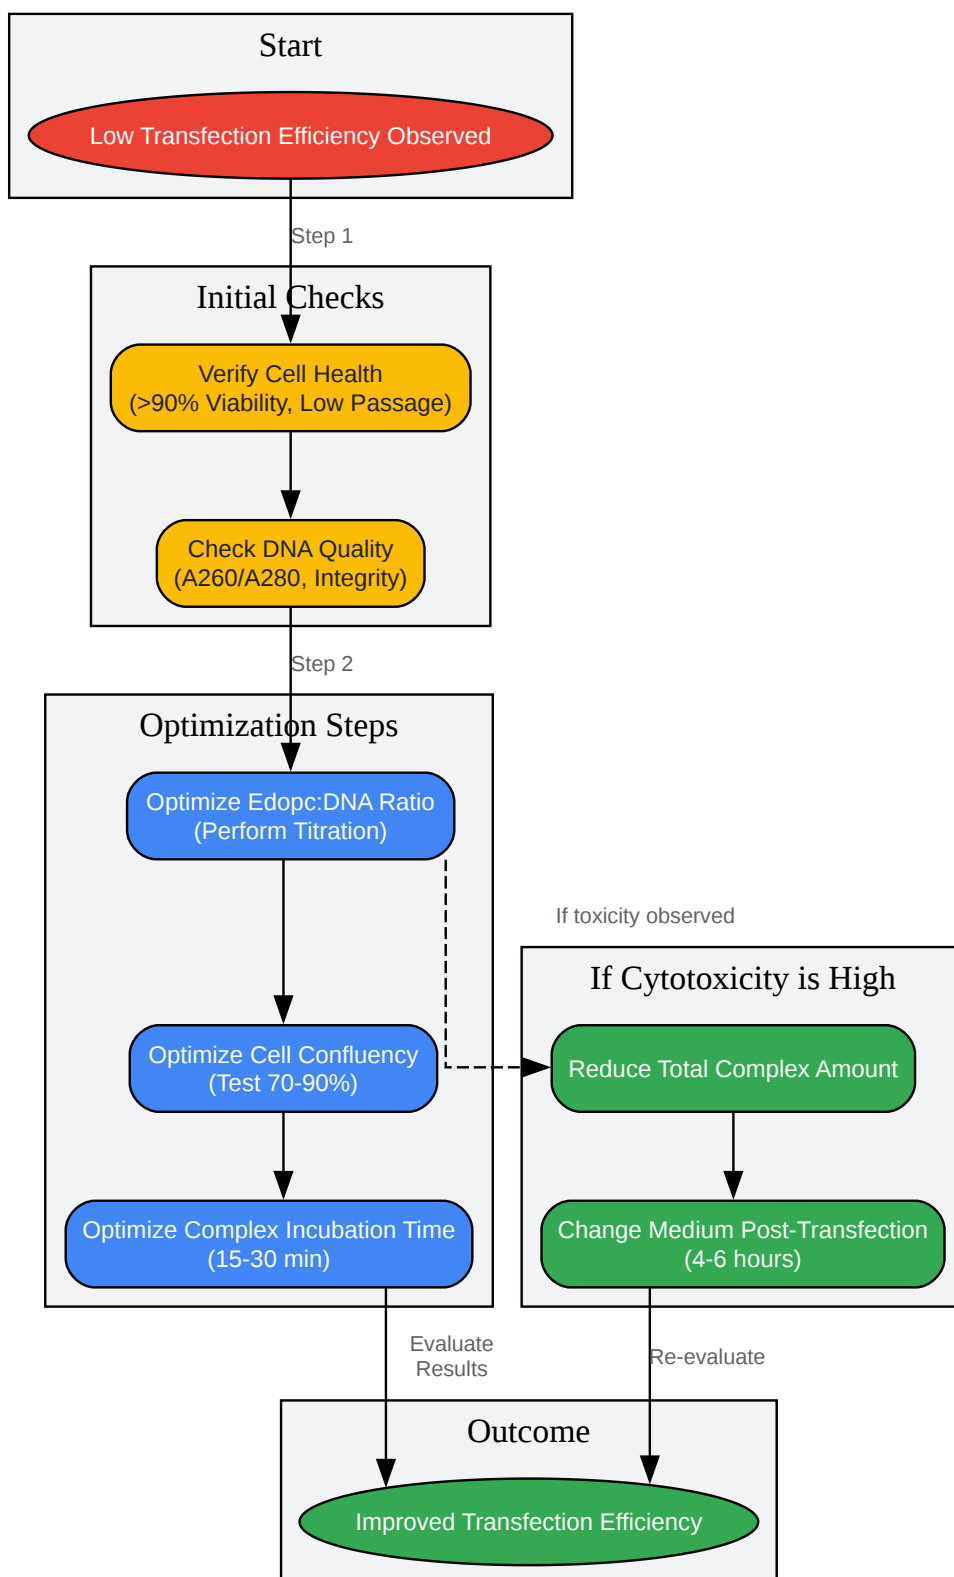 Start
Low Transfection Efficiency Observed
Step 1
Initial Checks
Verify Cell Health
(>90% Viability, Low Passage)
Check DNA Quality
(A260/A280, Integrity)
Step 2
Optimization Steps
Optimize Edopc:DNA Ratio
(Perform Titration)
If toxicity observed
If Cytotoxicity is High
Optimize Cell Confluency
(Test 70-90%)
Reduce Total Complex Amount
Optimize Complex Incubation Time
(15-30 min)
Change Medium Post-Transfection
(4-6 hours)
Evaluate
Results
Re-evaluate
Outcome
Improved Transfection Efficiency